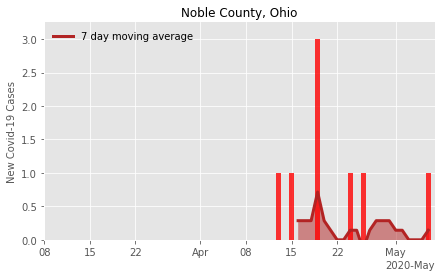 Noble County, Ohio
7 day moving average
New Covid-19 Cases
3.0
2.5
2.0
1.5
1.0
0.5
0.0
08 15 22 Apr 08 15 22 May
2020-May